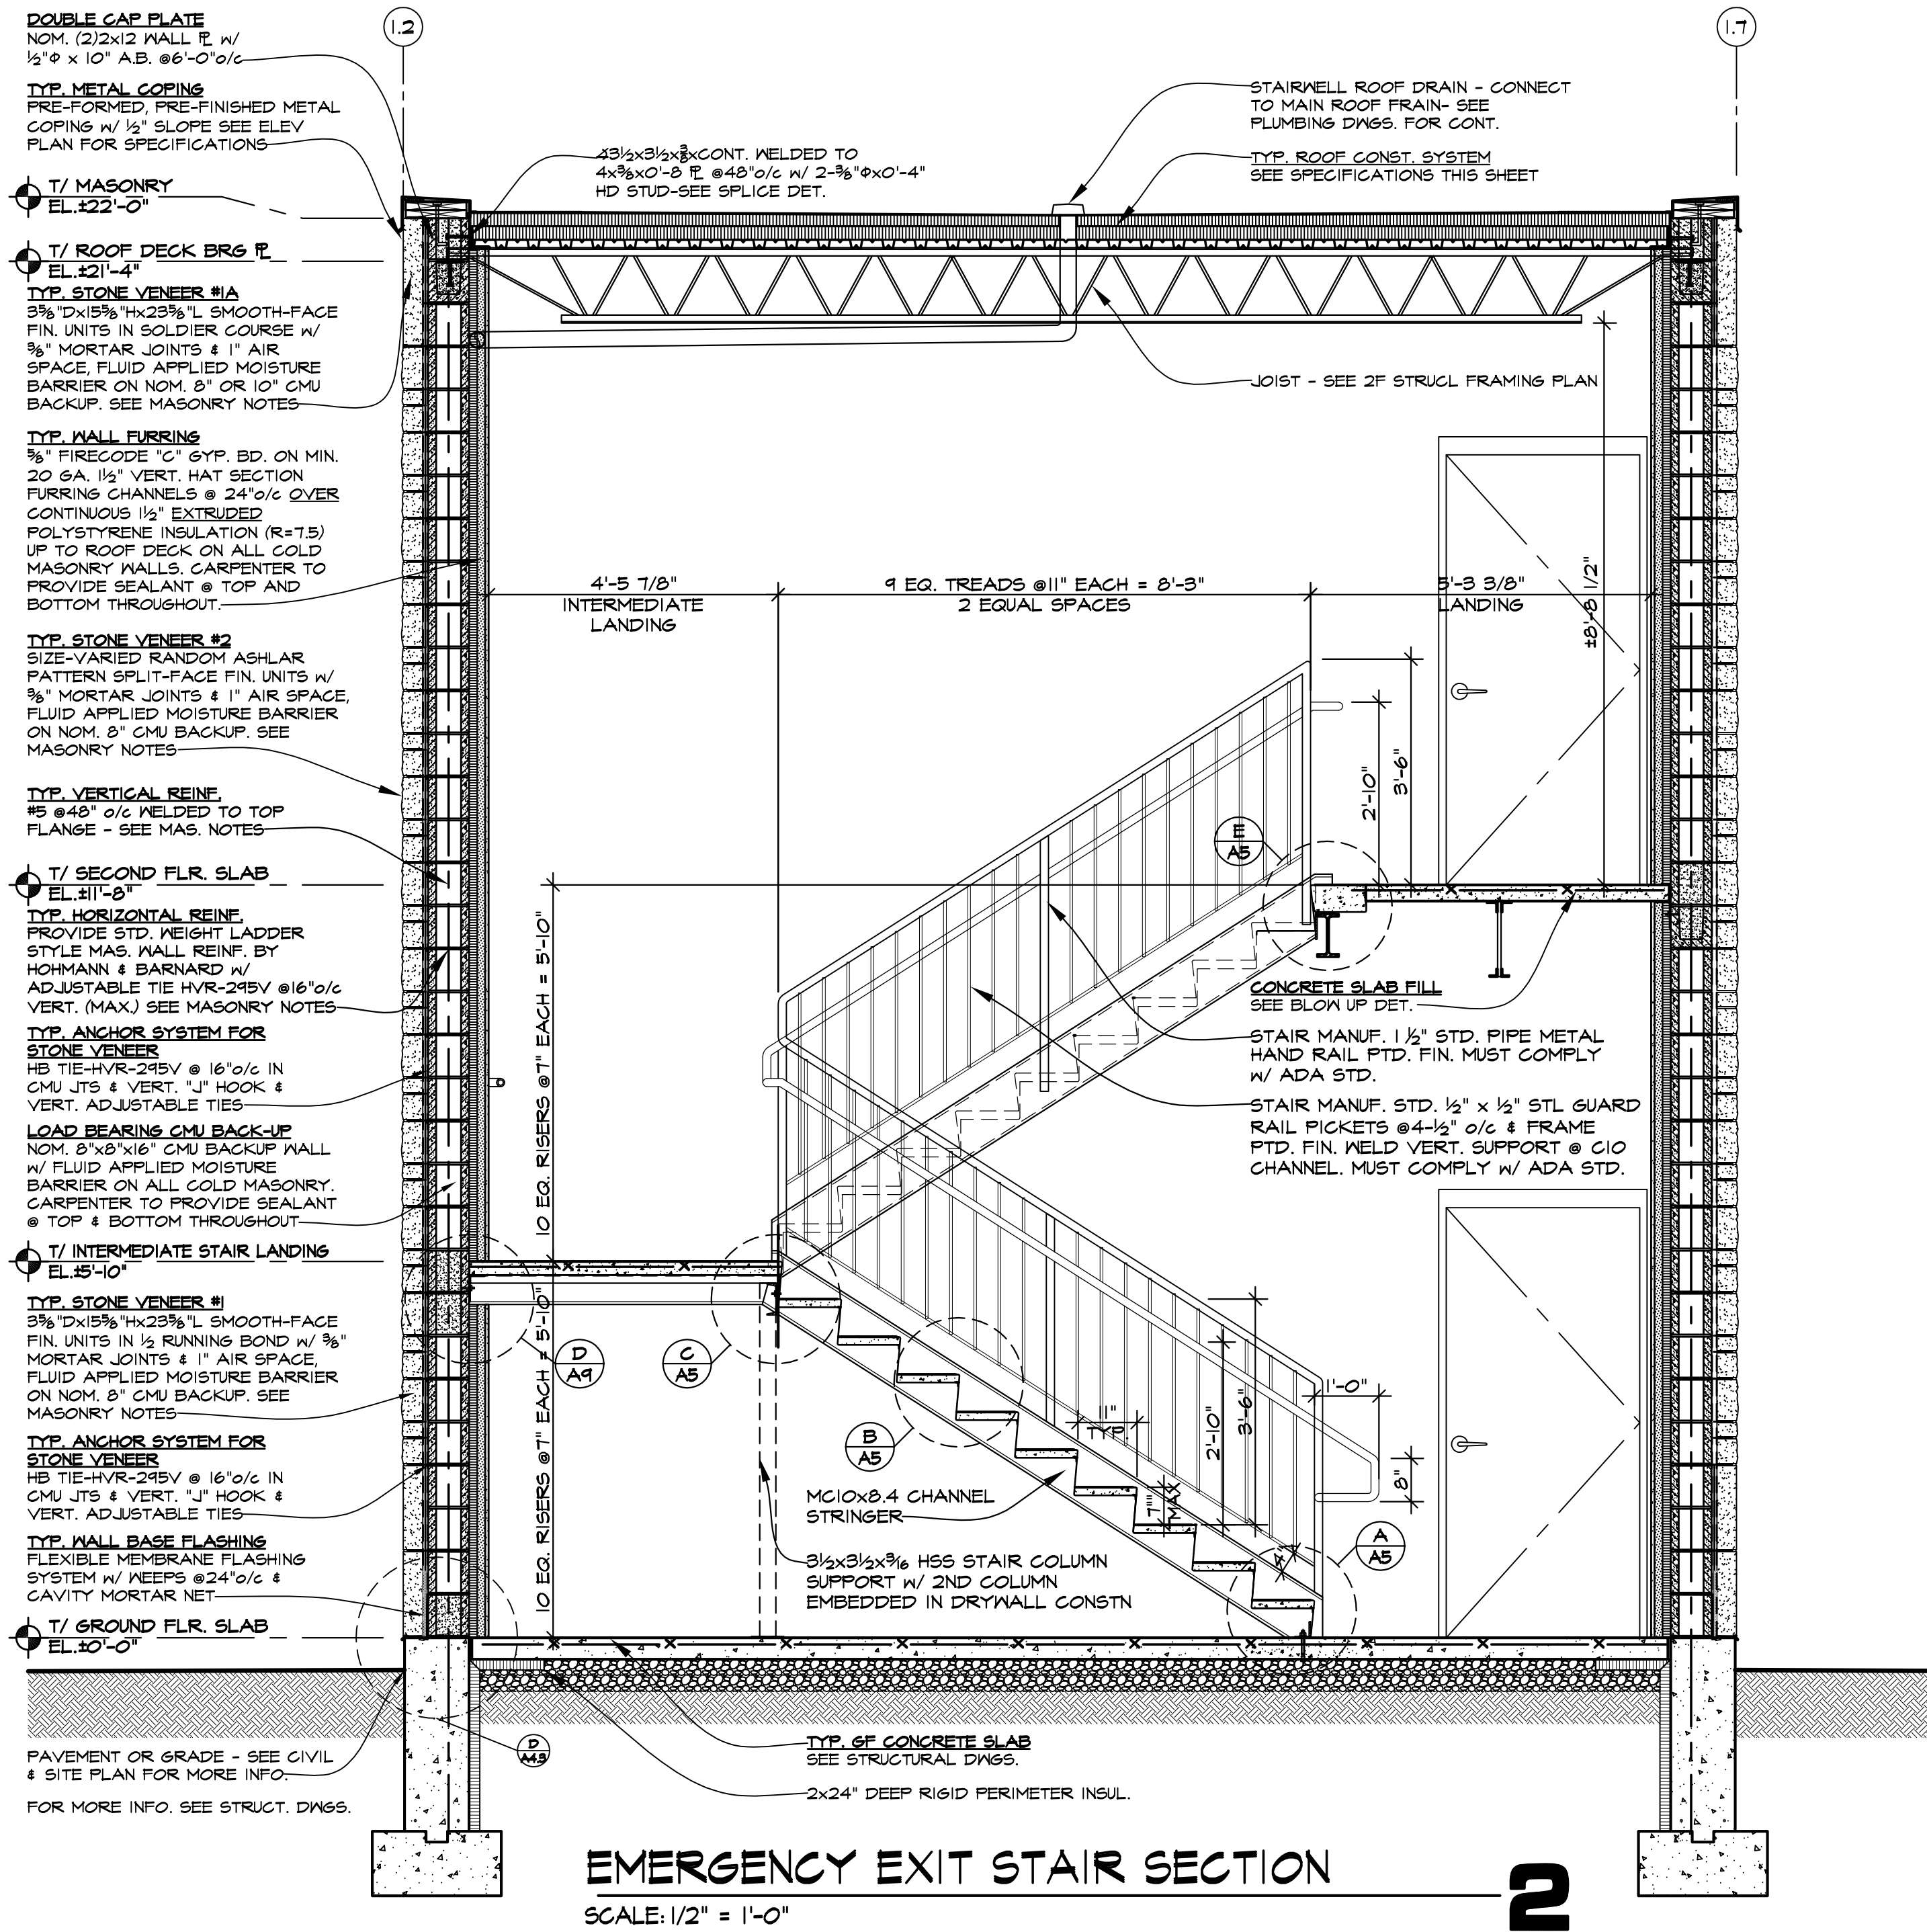 DOUBLE CAP PLATE
NOM. (2)2x12 WALL PL w/
½"Φ x 10" A.B. @6'-0"o/c
TYP. METAL COPING
PRE-FORMED, PRE-FINISHED METAL
COPING w/ ½" SLOPE SEE ELEV
PLAN FOR SPECIFICATIONS
T/ MASONRY
EL.±22'-0"
T/ ROOF DECK BRG PL
EL.±21'-4"
TYP. STONE VENEER #1A
3⅝"Dx15⅝"Hx23⅝"L SMOOTH-FACE
FIN. UNITS IN SOLDIER COURSE w/
⅜" MORTAR JOINTS & 1" AIR
SPACE, FLUID APPLIED MOISTURE
BARRIER ON NOM. 8" OR 10" CMU
BACKUP. SEE MASONRY NOTES
TYP. WALL FURRING
⅝" FIRECODE "C" GYP. BD. ON MIN.
20 GA. 1½" VERT. HAT SECTION
FURRING CHANNELS @ 24"o/c OVER
CONTINUOUS 1½" EXTRUDED
POLYSTYRENE INSULATION (R=7.5)
UP TO ROOF DECK ON ALL COLD
MASONRY WALLS. CARPENTER TO
PROVIDE SEALANT @ TOP AND
BOTTOM THROUGHOUT.
TYP. STONE VENEER #2
SIZE-VARIED RANDOM ASHLAR
PATTERN SPLIT-FACE FIN. UNITS w/
⅜" MORTAR JOINTS & 1" AIR SPACE,
FLUID APPLIED MOISTURE BARRIER
ON NOM. 8" CMU BACKUP. SEE
MASONRY NOTES
TYP. VERTICAL REINF.
#5 @48" o/c WELDED TO TOP
FLANGE - SEE MAS. NOTES
T/ SECOND FLR. SLAB
EL.±11'-8"
TYP. HORIZONTAL REINF.
PROVIDE STD. WEIGHT LADDER
STYLE MAS. WALL REINF. BY
HOHMANN & BARNARD w/
ADJUSTABLE TIE HVR-295V @16"o/c
VERT. (MAX.) SEE MASONRY NOTES
TYP. ANCHOR SYSTEM FOR
STONE VENEER
HB TIE-HVR-295V @ 16"o/c IN
CMU JTS & VERT. "J" HOOK &
VERT. ADJUSTABLE TIES
LOAD BEARING CMU BACK-UP
NOM. 8"x8"x16" CMU BACKUP WALL
w/ FLUID APPLIED MOISTURE
BARRIER ON ALL COLD MASONRY.
CARPENTER TO PROVIDE SEALANT
@ TOP & BOTTOM THROUGHOUT
T/ INTERMEDIATE STAIR LANDING
EL.±5'-10"
TYP. STONE VENEER #1
3⅝"Dx15⅝"Hx23⅝"L SMOOTH-FACE
FIN. UNITS IN ½ RUNNING BOND w/ ⅜"
MORTAR JOINTS & 1" AIR SPACE,
FLUID APPLIED MOISTURE BARRIER
ON NOM. 8" CMU BACKUP. SEE
MASONRY NOTES
TYP. ANCHOR SYSTEM FOR
STONE VENEER
HB TIE-HVR-295V @ 16"o/c IN
CMU JTS & VERT. "J" HOOK &
VERT. ADJUSTABLE TIES
TYP. WALL BASE FLASHING
FLEXIBLE MEMBRANE FLASHING
SYSTEM w/ WEEPS @24"o/c &
CAVITY MORTAR NET
T/ GROUND FLR. SLAB
EL.±0'-0"
PAVEMENT OR GRADE - SEE CIVIL
& SITE PLAN FOR MORE INFO.
FOR MORE INFO. SEE STRUCT. DWGS.
1.2
1.7
∡3½x3½x⅜xCONT. WELDED TO
4x⅜x0'-8 PL @48"o/c w/ 2-⅜"Φx0'-4"
HD STUD-SEE SPLICE DET.
STAIRWELL ROOF DRAIN - CONNECT
TO MAIN ROOF FRAIN- SEE
PLUMBING DWGS. FOR CONT.
TYP. ROOF CONST. SYSTEM
SEE SPECIFICATIONS THIS SHEET
JOIST - SEE 2F STRUCL FRAMING PLAN
4'-5 7/8"
INTERMEDIATE
LANDING
9 EQ. TREADS @11" EACH = 8'-3"
2 EQUAL SPACES
5'-3 3/8"
LANDING
±8'-8 1/2"
2'-10"
3'-6"
E
A5
10 EQ. RISERS @7" EACH = 5'-10"
CONCRETE SLAB FILL
SEE BLOW UP DET.
STAIR MANUF. 1 ½" STD. PIPE METAL
HAND RAIL PTD. FIN. MUST COMPLY
w/ ADA STD.
STAIR MANUF. STD. ½" x ½" STL GUARD
RAIL PICKETS @4-½" o/c & FRAME
PTD. FIN. WELD VERT. SUPPORT @ C10
CHANNEL. MUST COMPLY w/ ADA STD.
10 EQ. RISERS @7" EACH = 5'-10"
D
A9
C
A5
B
A5
11"
TYP.
2'-10"
3'-6"
1'-0"
8"
7"
MAX
4"
A
A5
MC10x8.4 CHANNEL
STRINGER
3½x3½x3/16 HSS STAIR COLUMN
SUPPORT w/ 2ND COLUMN
EMBEDDED IN DRYWALL CONSTN
D
A4.3
TYP. GF CONCRETE SLAB
SEE STRUCTURAL DWGS.
2x24" DEEP RIGID PERIMETER INSUL.
EMERGENCY EXIT STAIR SECTION
SCALE: 1/2" = 1'-0"
2